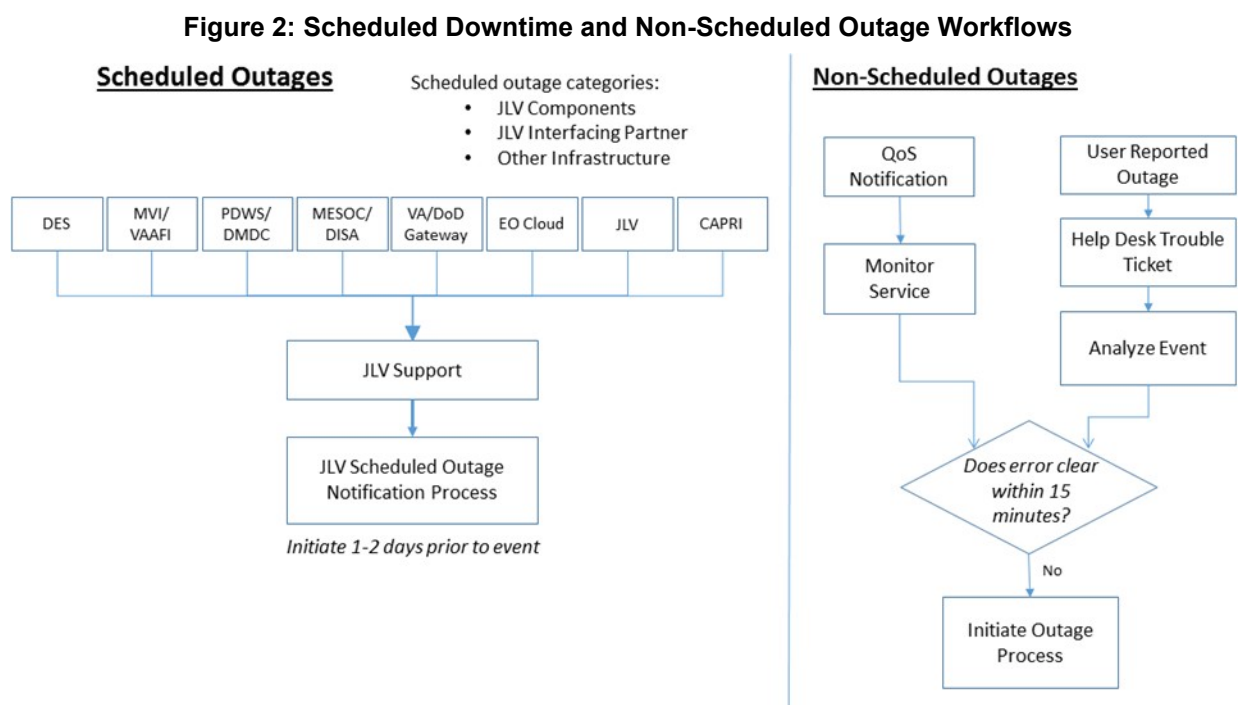 Figure 2: Scheduled Downtime and Non-Scheduled Outage Workflows
Scheduled Outages
Scheduled outage categories:
• JLV Components
• JLV Interfacing Partner
• Other Infrastructure
DES
MVI/
VAAFI
PDWS/
DMDC
MESOC/
DISA
VA/DoD
Gateway
EO Cloud
JLV
CAPRI
JLV Support
JLV Scheduled Outage
Notification Process
Initiate 1-2 days prior to event
Non-Scheduled Outages
QoS
Notification
Monitor
Service
User Reported
Outage
Help Desk Trouble
Ticket
Analyze Event
Does error clear
within 15
minutes?
No
Initiate Outage
Process